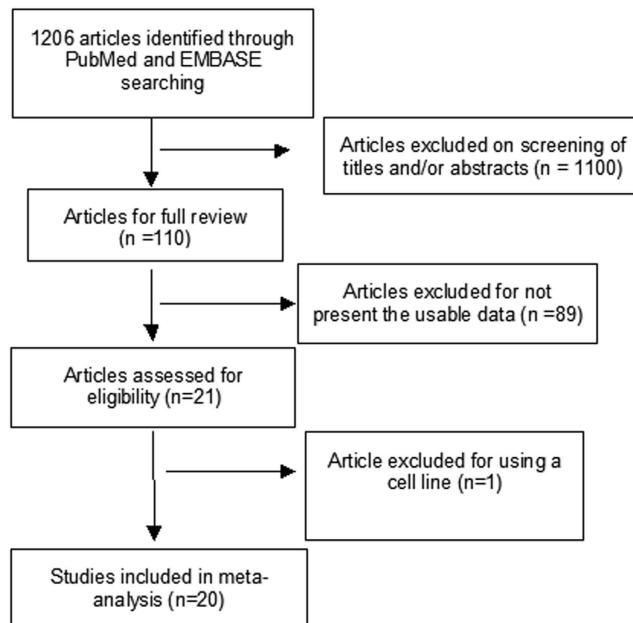 1206 articles identified through
PubMed and EMBASE
searching
Articles excluded on screening of
titles and/or abstracts (n = 1100)
Articles for full review
(n =110)
Articles excluded for not
present the usable data (n =89)
Articles assessed for
eligibility (n=21)
Article excluded for using a
cell line (n=1)
Studies included in meta-
analysis (n=20)